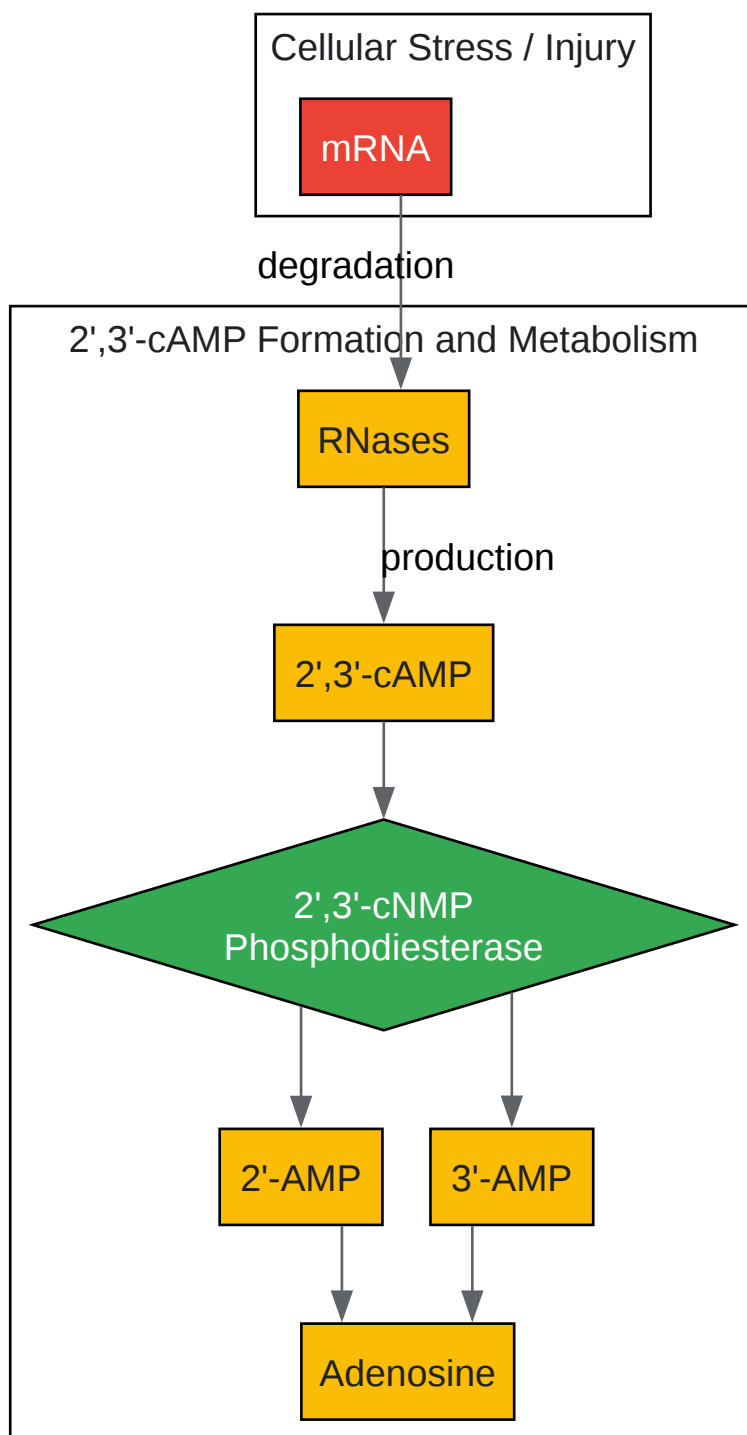 Cellular Stress / Injury
mRNA
degradation
2',3'-cAMP Formation and Metabolism
RNases
production
2',3'-cAMP
2',3'-cNMP
Phosphodiesterase
2'-AMP
3'-AMP
Adenosine